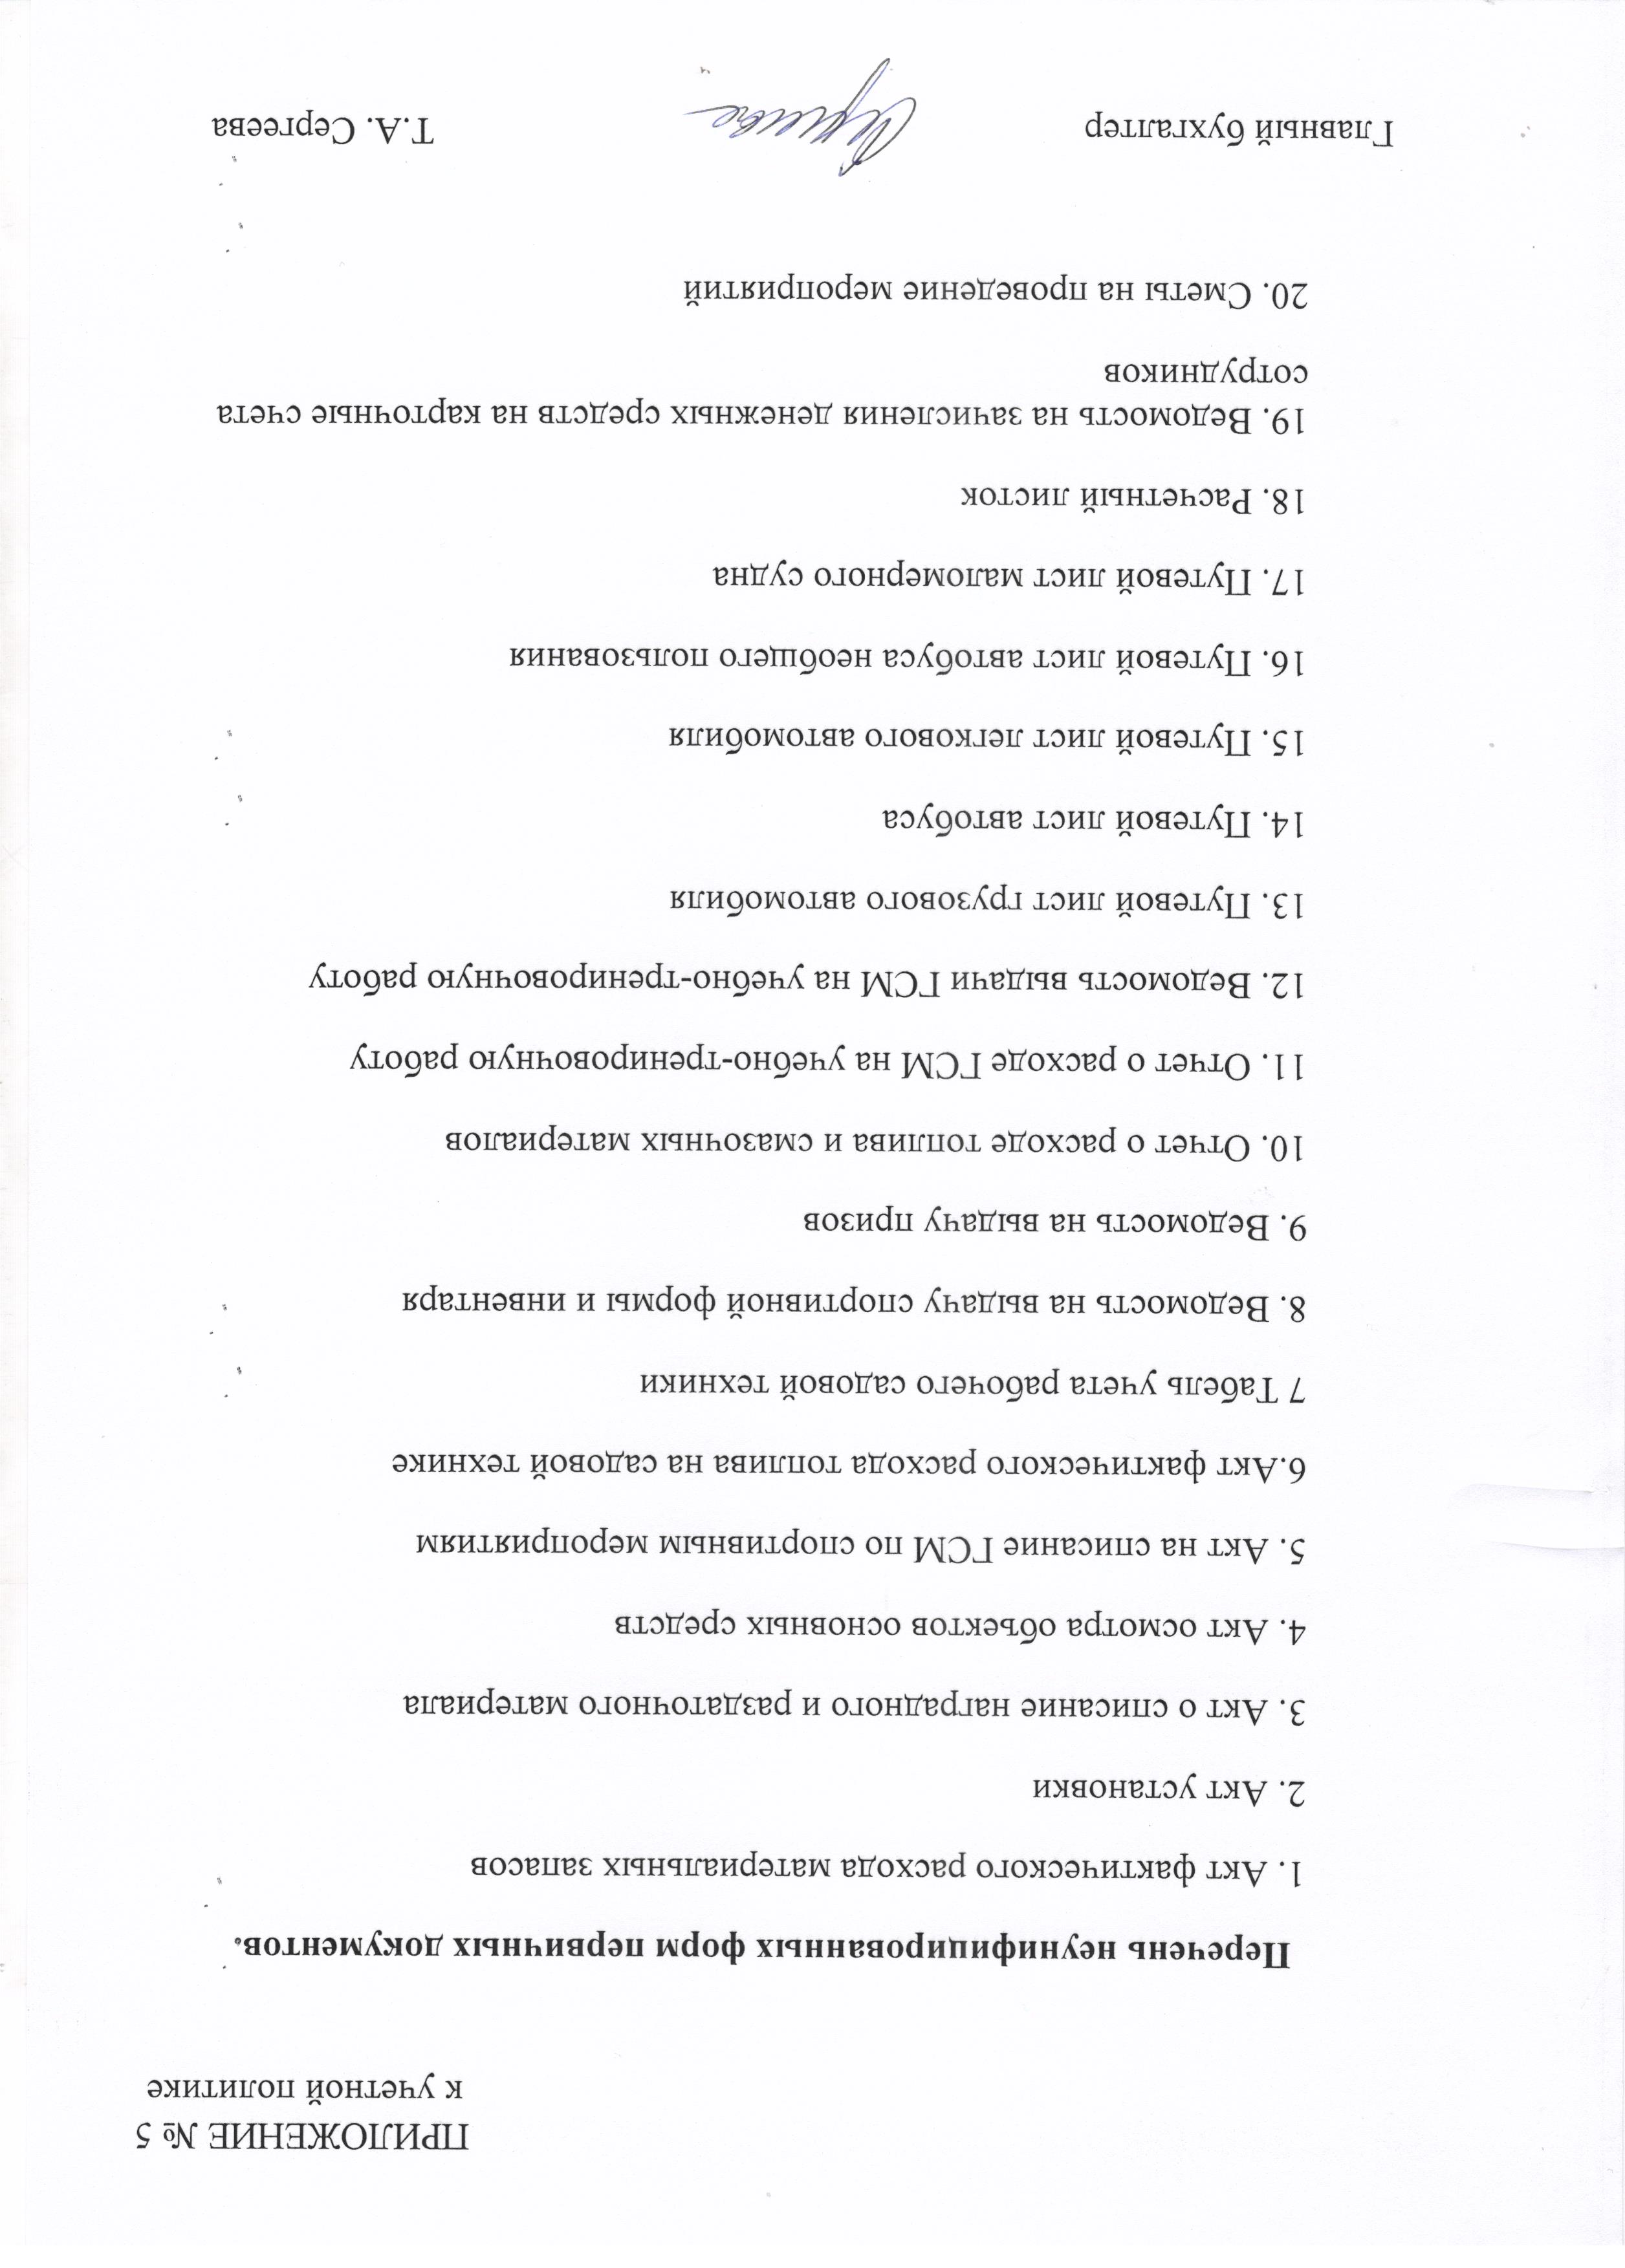 ПРИЛОЖЕНИЕ № 5
к учетной политике
Перечень неунифицированных форм первичных документов.
1. Акт фактического расхода материальных запасов
2. Акт установки
3. Акт о списание наградного и раздаточного материала
4. Акт осмотра объектов основных средств
5. Акт на списание ГСМ по спортивным мероприятиям
6.Акт фактического расхода топлива на садовой технике
7 Табель учета рабочего садовой техники
8. Ведомость на выдачу спортивной формы и инвентаря
9. Ведомость на выдачу призов
10. Отчет о расходе топлива и смазочных материалов
11. Отчет о расходе ГСМ на учебно-тренировочную работу
12. Ведомость выдачи ГСМ на учебно-тренировочную работу
13. Путевой лист грузового автомобиля
14. Путевой лист автобуса
15. Путевой лист легкового автомобиля
16. Путевой лист автобуса необщего пользования
17. Путевой лист маломерного судна
18. Расчетный листок
19. Ведомость на зачисления денежных средств на карточные счета
сотрудников
20. Сметы на проведение мероприятий
Главный бухгалтер Т.А. Сергеева